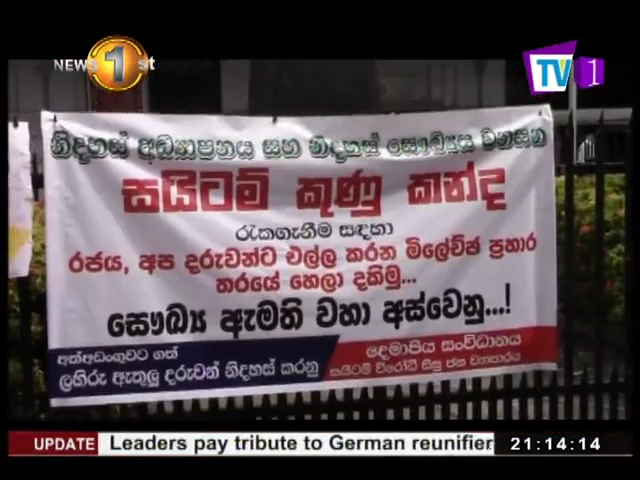 NEWS 1st
TV 1
නිදහස් අධ්‍යාපනය සහ නිදහස් සෞඛ්‍යය වනසන
සයිටම් කුණු කන්ද
රැකගැනීම සඳහා
රජය, අප දරුවන්ට එල්ල කරන ම්ලේච්ඡ ප්‍රහාර
තරයේ හෙලා දකිමු...
සෞඛ්‍ය ඇමති වහා අස්වෙනු...!
අත්අඩංගුවට ගත්
ලහිරු ඇතුලු දරුවන් නිදහස් කරනු
දෙමාපිය සංවිධානය
සයිටම් විරෝධී සිසු ජන ව්‍යාපාරය
UPDATE Leaders pay tribute to German reunifier 21:14:14